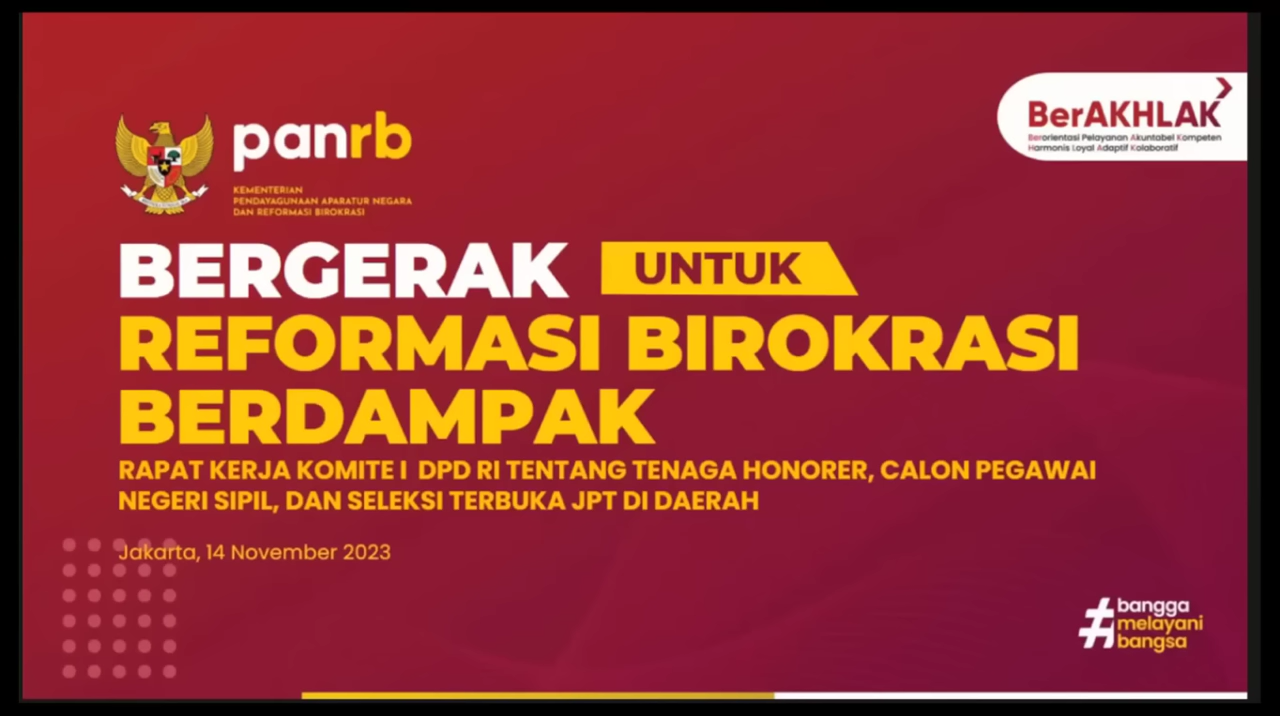 panrb
KEMENTERIAN
PENDAYAGUNAAN APARATUR NEGARA
DAN REFORMASI BIROKRASI
BerAKHLAK
Berorientasi Pelayanan Akuntabel Kompeten
Harmonis Loyal Adaptif Kolaboratif
BERGERAK UNTUK
REFORMASI BIROKRASI
BERDAMPAK
RAPAT KERJA KOMITE I DPD RI TENTANG TENAGA HONORER, CALON PEGAWAI
NEGERI SIPIL, DAN SELEKSI TERBUKA JPT DI DAERAH
Jakarta, 14 November 2023
#bangga
melayani
bangsa